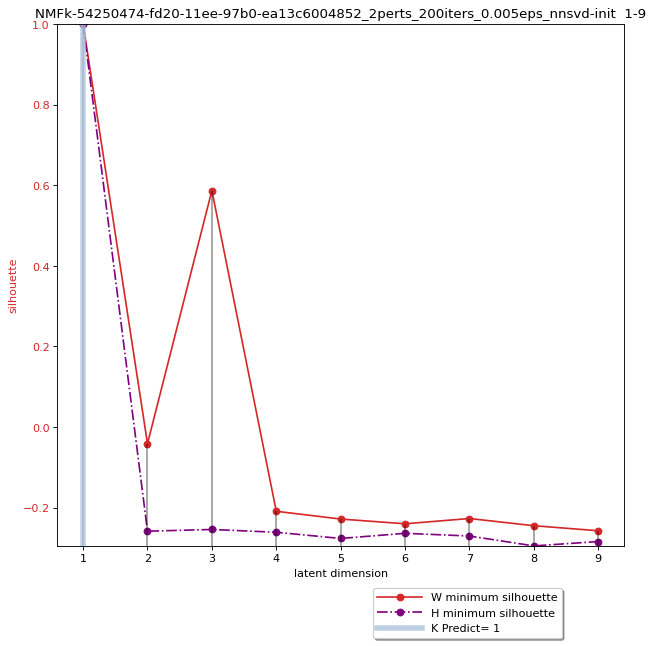 NMFk-54250474-fd20-11ee-97b0-ea13c6004852_2perts_200iters_0.005eps_nnsvd-init  1-9
1.0
0.8
0.6
0.4
0.2
0.0
−0.2
silhouette
1 2 3 4 5 6 7 8 9
latent dimension
W minimum silhouette
H minimum silhouette
K Predict= 1